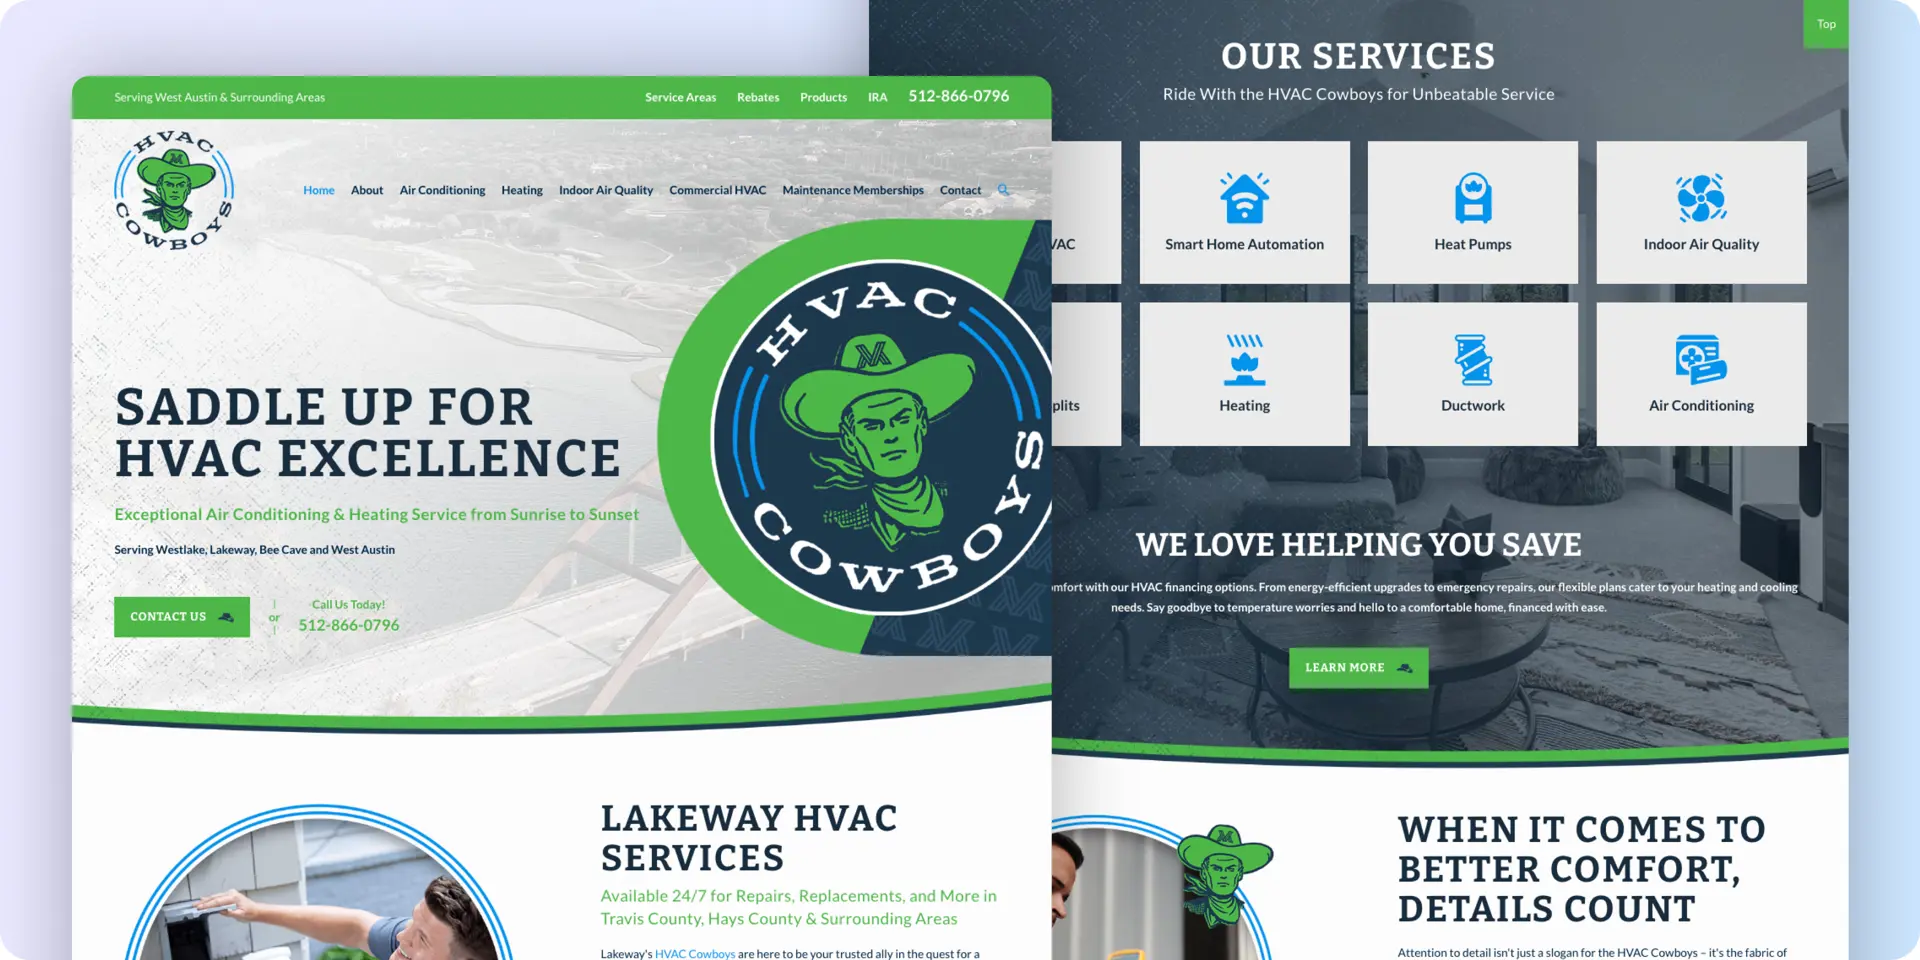 Serving West Austin & Surrounding Areas
Service Areas
Rebates
Products
IRA
512-866-0796
HVAC
COWBOYS
Home
About
Air Conditioning
Heating
Indoor Air Quality
Commercial HVAC
Maintenance Memberships
Contact
HVAC
COWBOYS
SADDLE UP FOR
HVAC EXCELLENCE
Exceptional Air Conditioning & Heating Service from Sunrise to Sunset
Serving Westlake, Lakeway, Bee Cave and West Austin
CONTACT US
or
Call Us Today!
512-866-0796
LAKEWAY HVAC
SERVICES
Available 24/7 for Repairs, Replacements, and More in
Travis County, Hays County & Surrounding Areas
Lakeway's HVAC Cowboys are here to be your trusted ally in the quest for a
Top
OUR SERVICES
Ride With the HVAC Cowboys for Unbeatable Service
VAC
Smart Home Automation
Heat Pumps
Indoor Air Quality
plits
Heating
Ductwork
Air Conditioning
WE LOVE HELPING YOU SAVE
omfort with our HVAC financing options. From energy-efficient upgrades to emergency repairs, our flexible plans cater to your heating and cooling
needs. Say goodbye to temperature worries and hello to a comfortable home, financed with ease.
LEARN MORE
WHEN IT COMES TO
BETTER COMFORT,
DETAILS COUNT
Attention to detail isn't just a slogan for the HVAC Cowboys – it's the fabric of